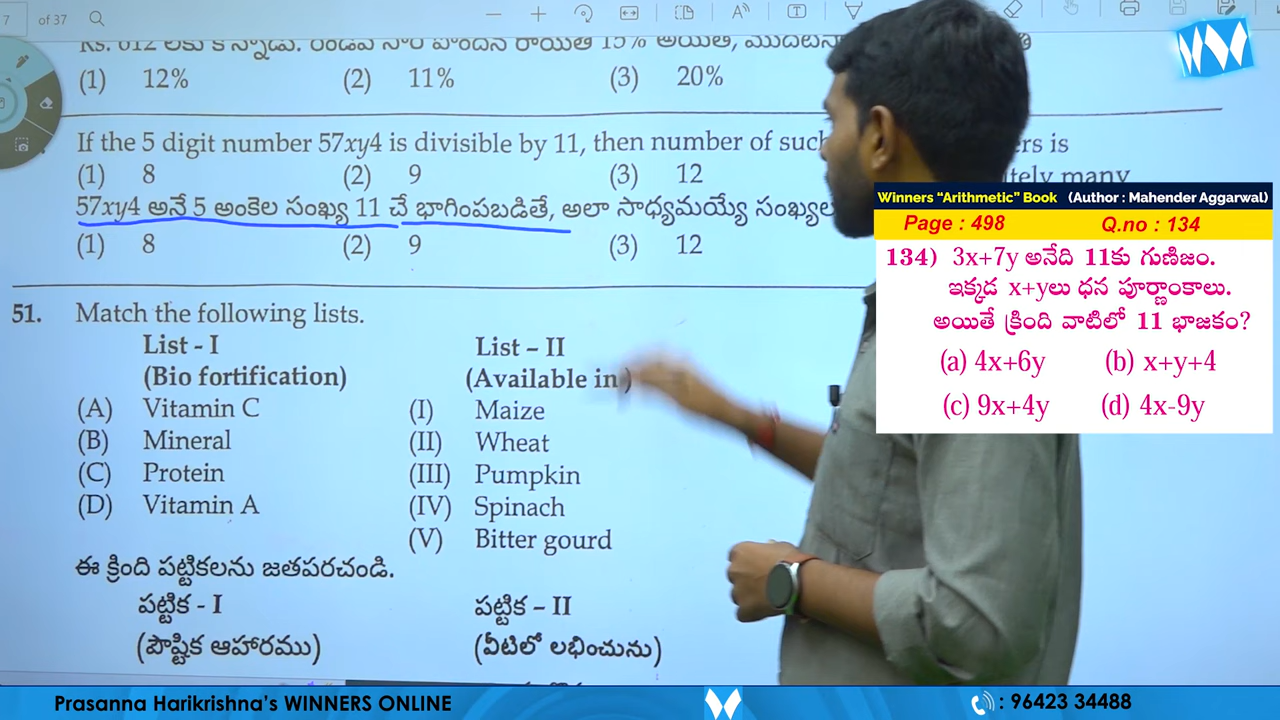 7 of 37
(1) 12% (2) 11% (3) 20%
If the 5 digit number 57xy4 is divisible by 11, then number of such
(1) 8 (2) 9 (3) 12 many
57xy4 అనే 5 అంకెల సంఖ్య 11 చే భాగింపబడితే, అలా సాధ్యమయ్యే
(1) 8 (2) 9 (3) 12
51. Match the following lists.
List - I List – II
(Bio fortification) (Available in)
(A) Vitamin C (I) Maize
(B) Mineral (II) Wheat
(C) Protein (III) Pumpkin
(D) Vitamin A (IV) Spinach
(V) Bitter gourd
ఈ క్రింది పట్టికలను జతపరచండి.
పట్టిక - I పట్టిక – II
(పౌష్టిక ఆహారము) (వీటిలో లభించును)
Winners “Arithmetic” Book (Author : Mahender Aggarwal)
Page : 498 Q.no : 134
134) 3x+7y అనేది 11కు గుణిజం.
ఇక్కడ x+yలు ధన పూర్ణాంకాలు.
అయితే క్రింది వాటిలో 11 భాజకం?
(a) 4x+6y (b) x+y+4
(c) 9x+4y (d) 4x-9y
Prasanna Harikrishna’s WINNERS ONLINE : 96423 34488